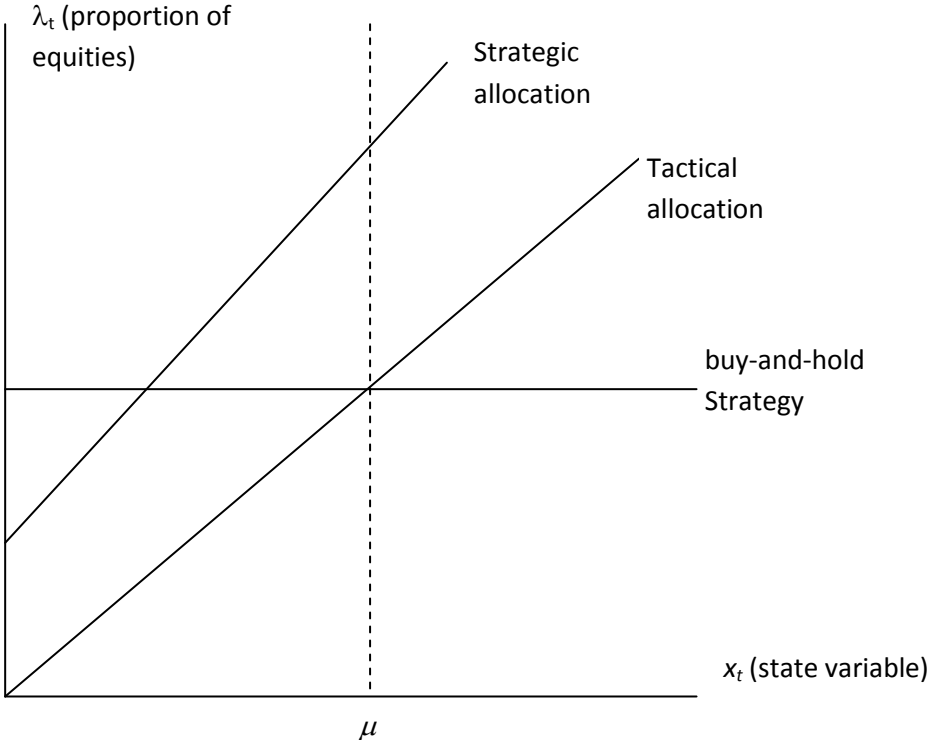 λt (proportion of
equities)
Strategic
allocation
Tactical
allocation
buy-and-hold
Strategy
xt (state variable)
μ